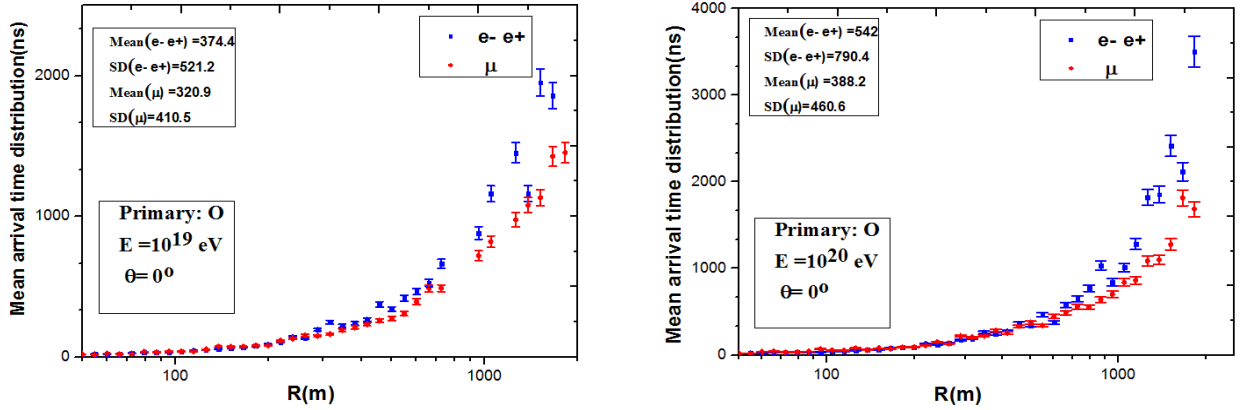 Mean arrival time distribution(ns)
2000
1000
0
Mean(e- e+) =374.4
SD(e- e+)=521.2
Mean(μ) =320.9
SD(μ)=410.5
e- e+
μ
Primary: O
E =10¹⁹ eV
θ= 0º
100
1000
R(m)
Mean arrival time distribution(ns)
4000
3000
2000
1000
0
Mean(e- e+) =542
SD(e- e+)=790.4
Mean(μ) =388.2
SD(μ)=460.6
e- e+
μ
Primary: O
E =10²⁰ eV
θ= 0º
100
1000
R(m)